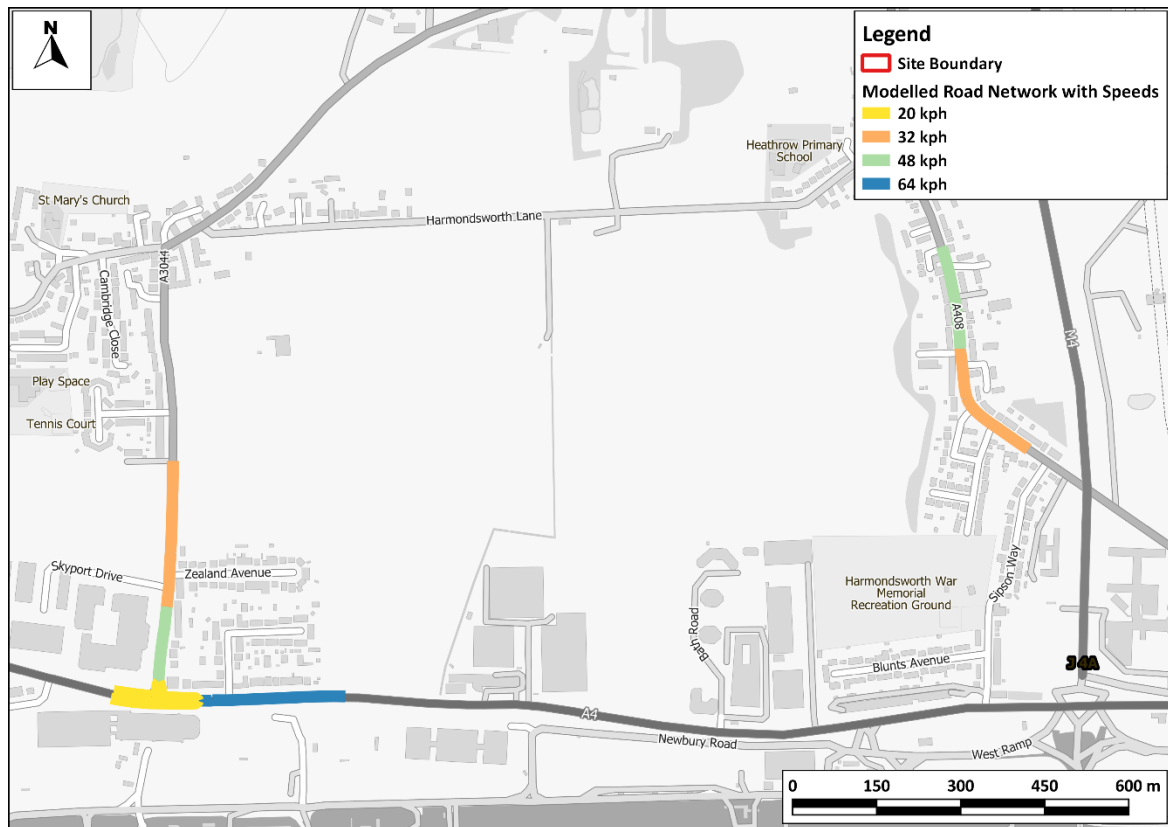 N
Legend
Site Boundary
Modelled Road Network with Speeds
20 kph
32 kph
48 kph
64 kph
Heathrow Primary
School
St Mary's Church
Harmondsworth Lane
A3044
Cambridge Close
A408
M4
Play Space
Tennis Court
Skyport Drive
Zealand Avenue
Harmondsworth War
Memorial
Recreation Ground
Sipson Way
Bath Road
Blunts Avenue
J 4A
A4
Newbury Road
West Ramp
0 150 300 450 600 m